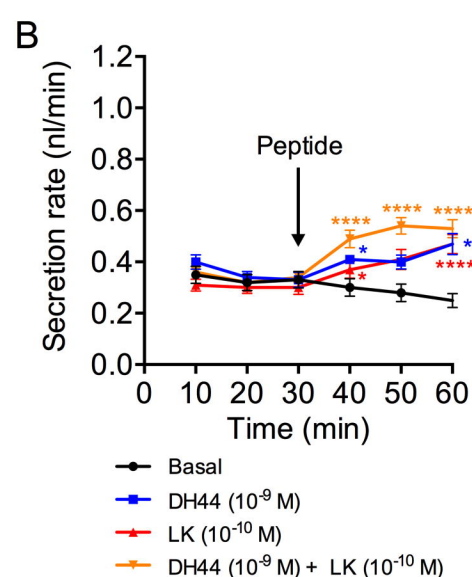 B
Secretion rate (nl/min)
1.2
1.0
0.8
0.6
0.4
0.2
0.0
Peptide
****
****
****
*
*
*
****
0
10
20
30
40
50
60
Time (min)
Basal
DH44 (10⁻⁹ M)
LK (10⁻¹⁰ M)
DH44 (10⁻⁹ M) + LK (10⁻¹⁰ M)